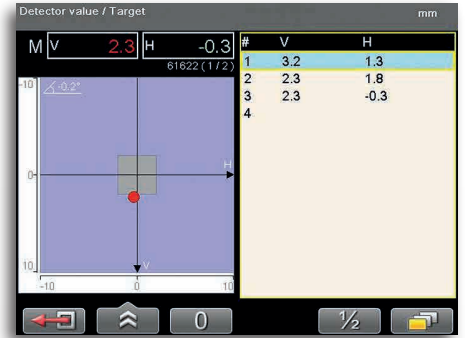 Detector value / Target mm
M V 2.3 H -0.3
61622 (1/2)
# V H
1 3.2 1.3
2 2.3 1.8
3 2.3 -0.3
4
-10
-0.2°
0
H
10
V
-10 0 10
0 ½